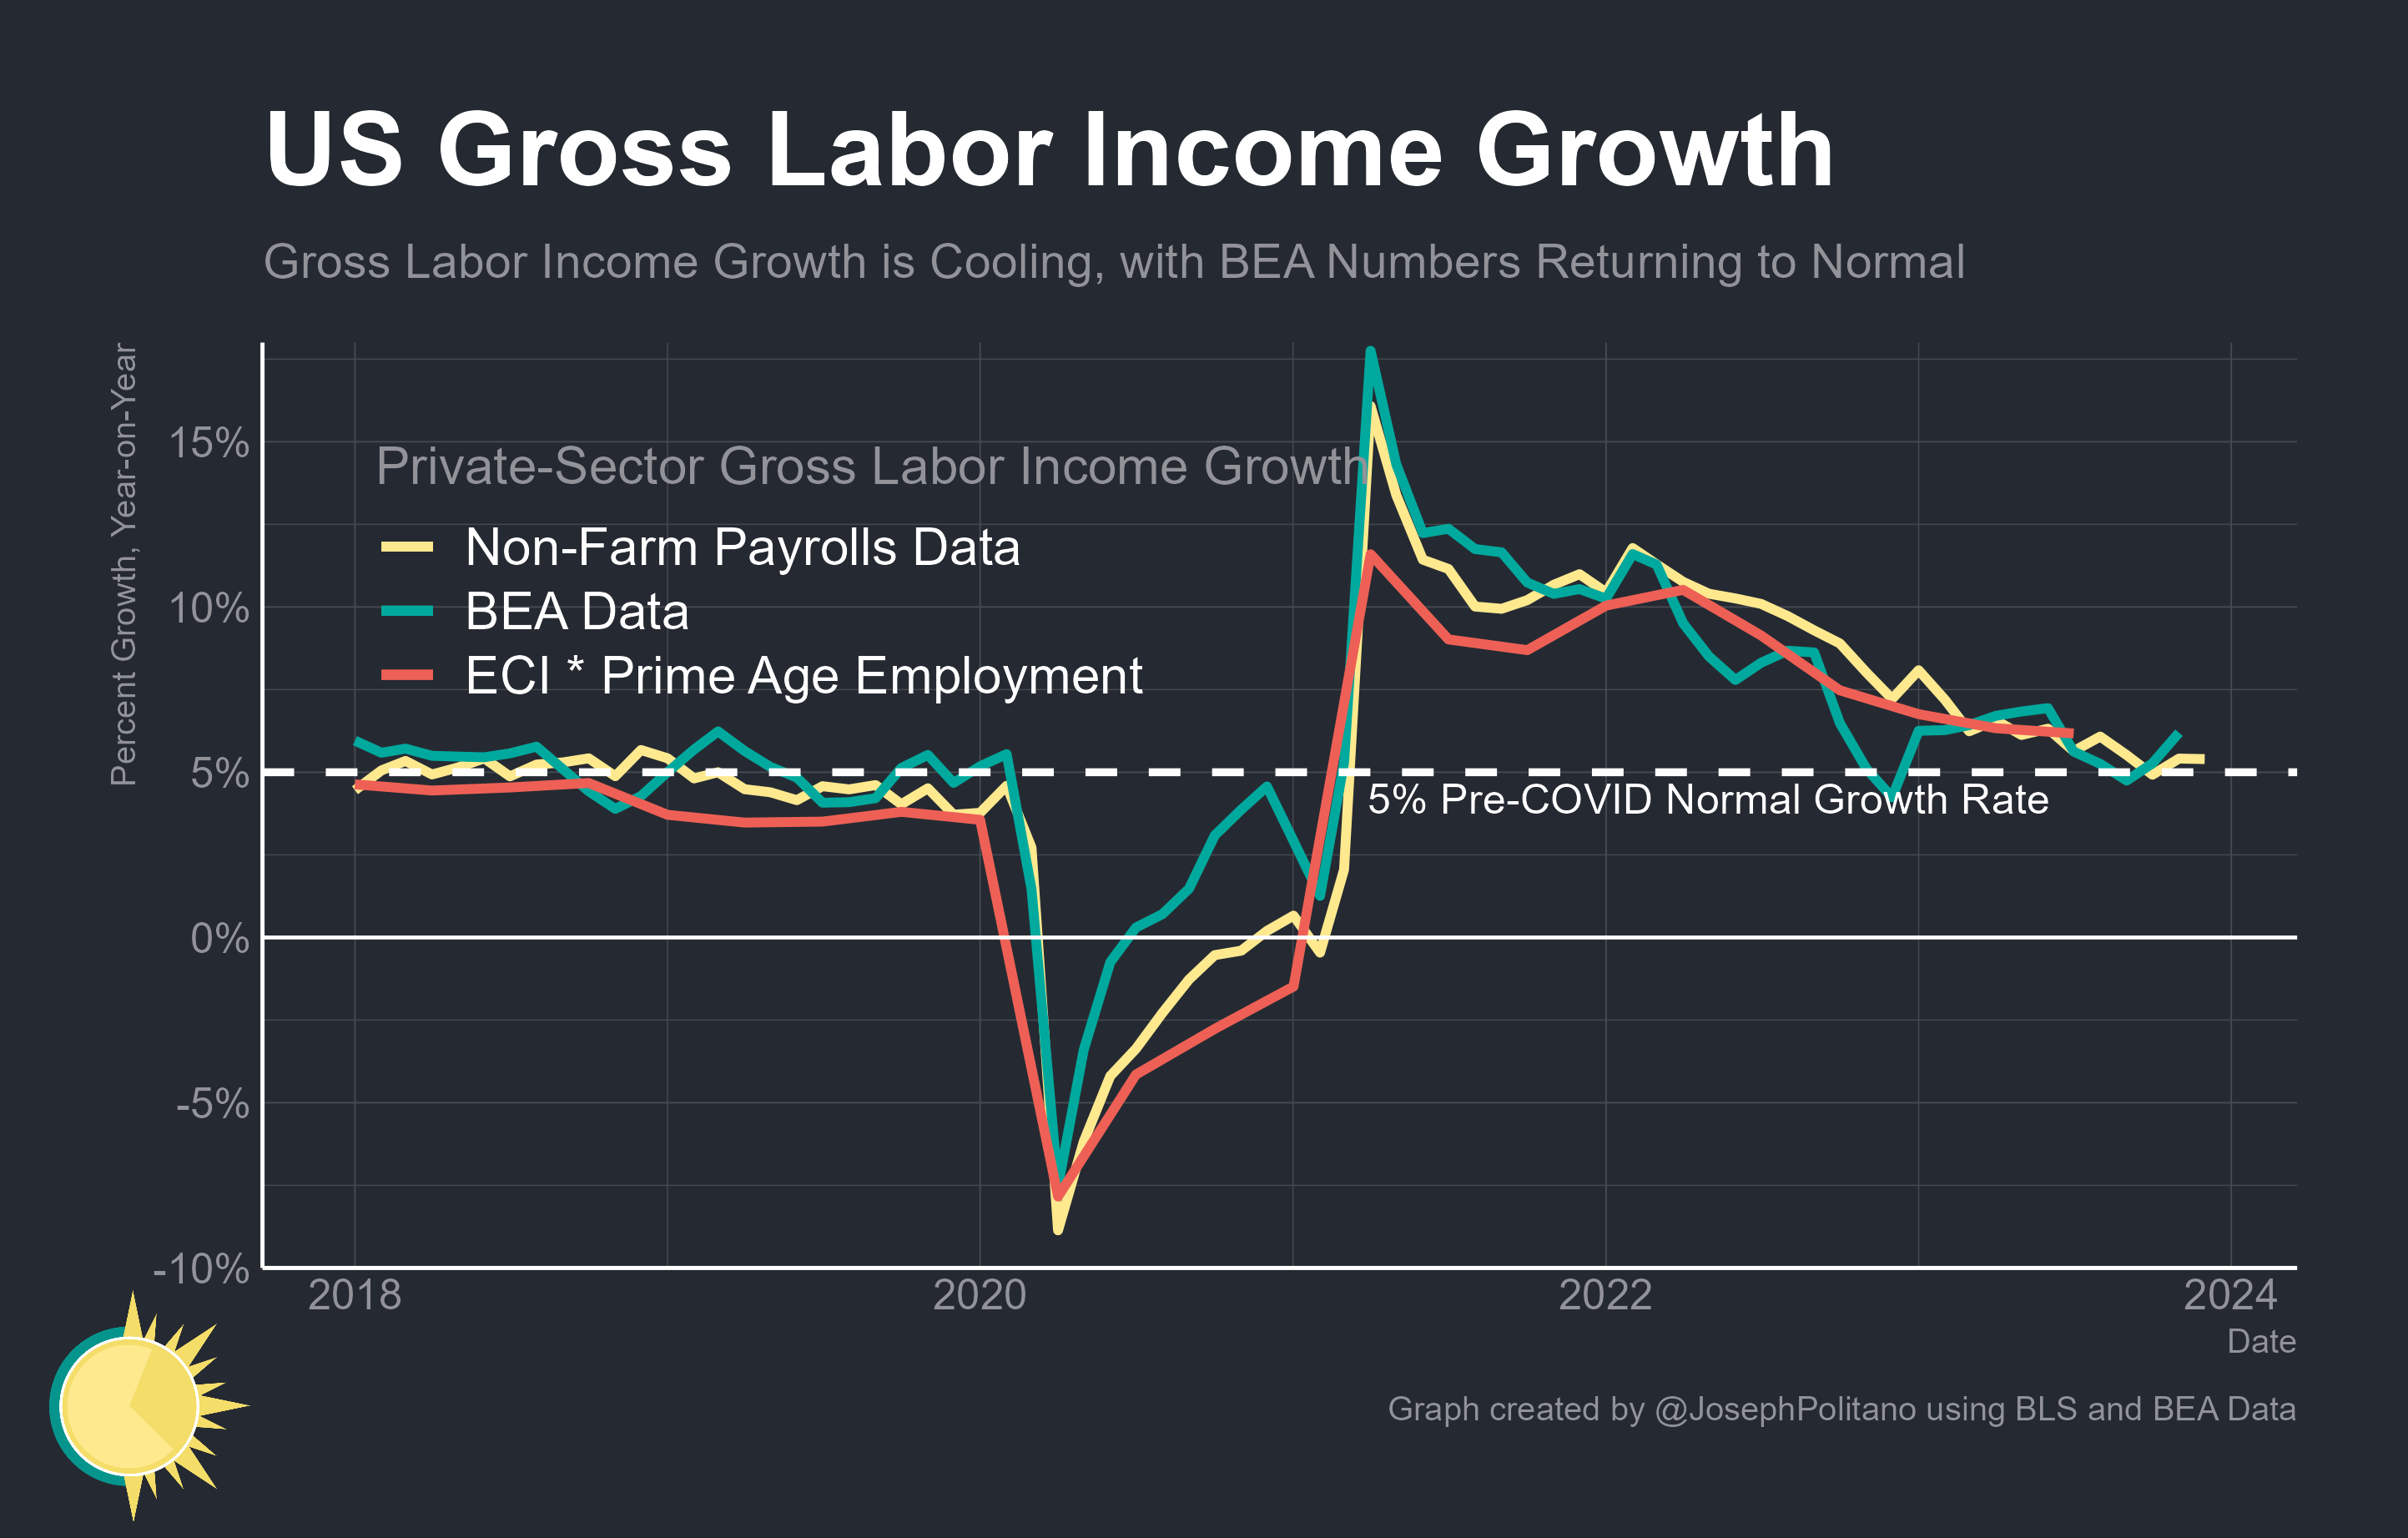 US Gross Labor Income Growth
Gross Labor Income Growth is Cooling, with BEA Numbers Returning to Normal
Percent Growth, Year-on-Year
15%
10%
5%
0%
-5%
-10%
Private-Sector Gross Labor Income Growth
Non-Farm Payrolls Data
BEA Data
ECI * Prime Age Employment
5% Pre-COVID Normal Growth Rate
2018 2020 2022 2024
Date
Graph created by @JosephPolitano using BLS and BEA Data